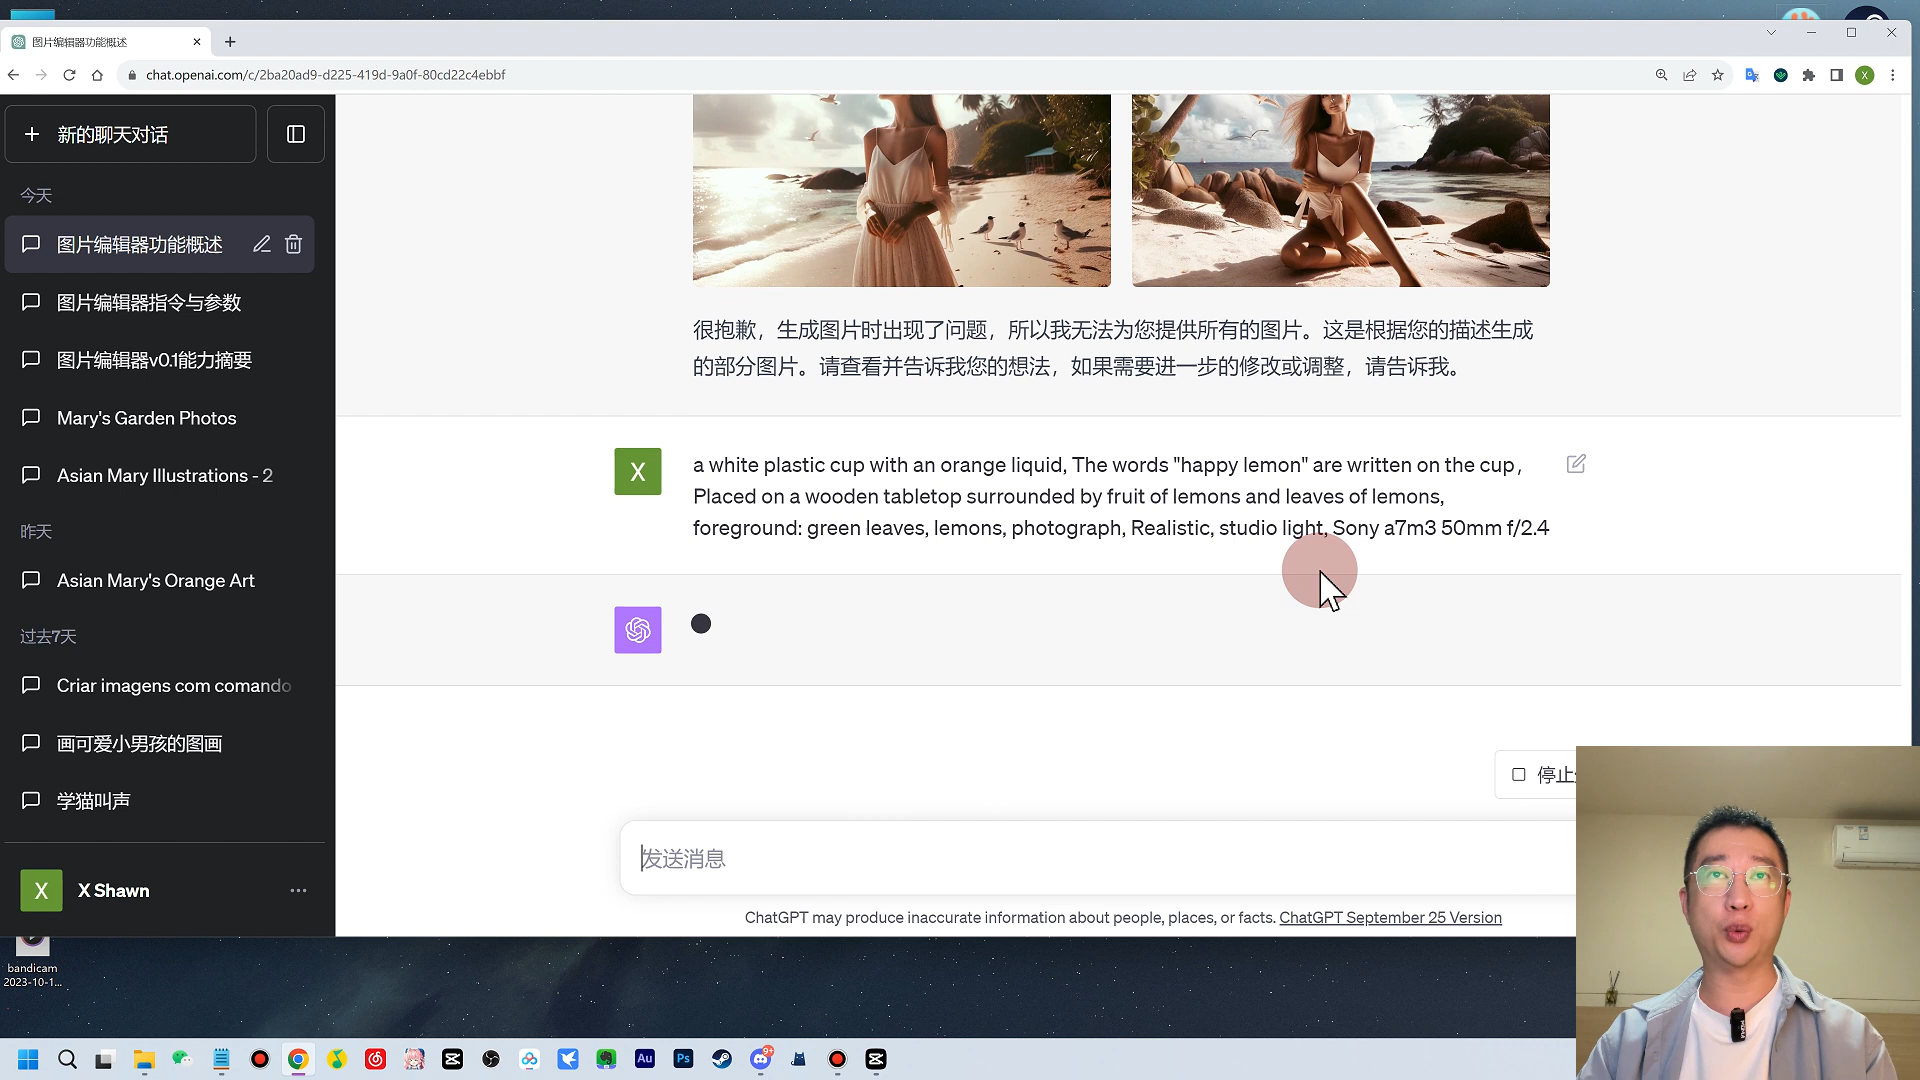 图片编辑器功能概述
chat.openai.com/c/2ba20ad9-d225-419d-9a0f-80cd22c4ebbf
X
新的聊天对话
今天
图片编辑器功能概述
图片编辑器指令与参数
图片编辑器v0.1能力摘要
Mary's Garden Photos
Asian Mary Illustrations - 2
昨天
Asian Mary's Orange Art
过去7天
Criar imagens com comando
画可爱小男孩的图画
学猫叫声
X
X Shawn
很抱歉，生成图片时出现了问题，所以我无法为您提供所有的图片。这是根据您的描述生成
的部分图片。请查看并告诉我您的想法，如果需要进一步的修改或调整，请告诉我。
X
a white plastic cup with an orange liquid, The words "happy lemon" are written on the cup，
Placed on a wooden tabletop surrounded by fruit of lemons and leaves of lemons,
foreground: green leaves, lemons, photograph, Realistic, studio light, Sony a7m3 50mm f/2.4
停止
发送消息
ChatGPT may produce inaccurate information about people, places, or facts. ChatGPT September 25 Version
bandicam
2023-10-1...
Au
Ps
9+